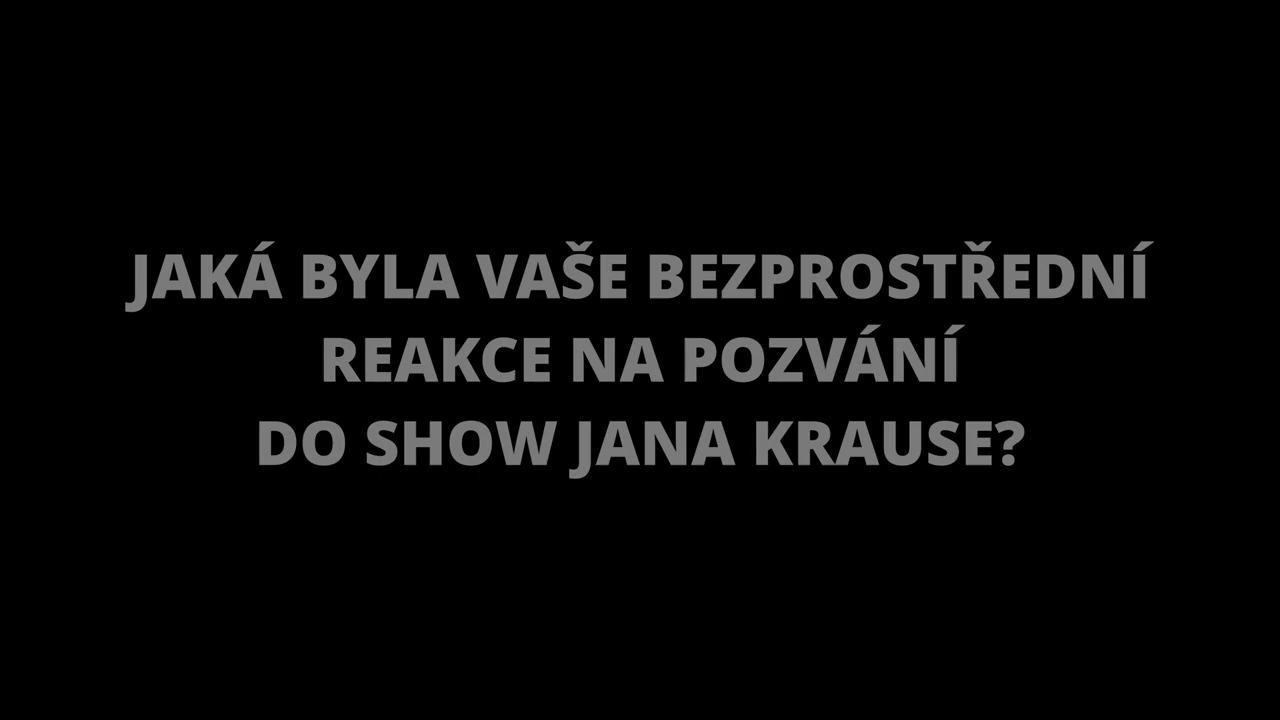 JAKÁ BYLA VAŠE BEZPROSTŘEDNÍ
REAKCE NA POZVÁNÍ
DO SHOW JANA KRAUSE?